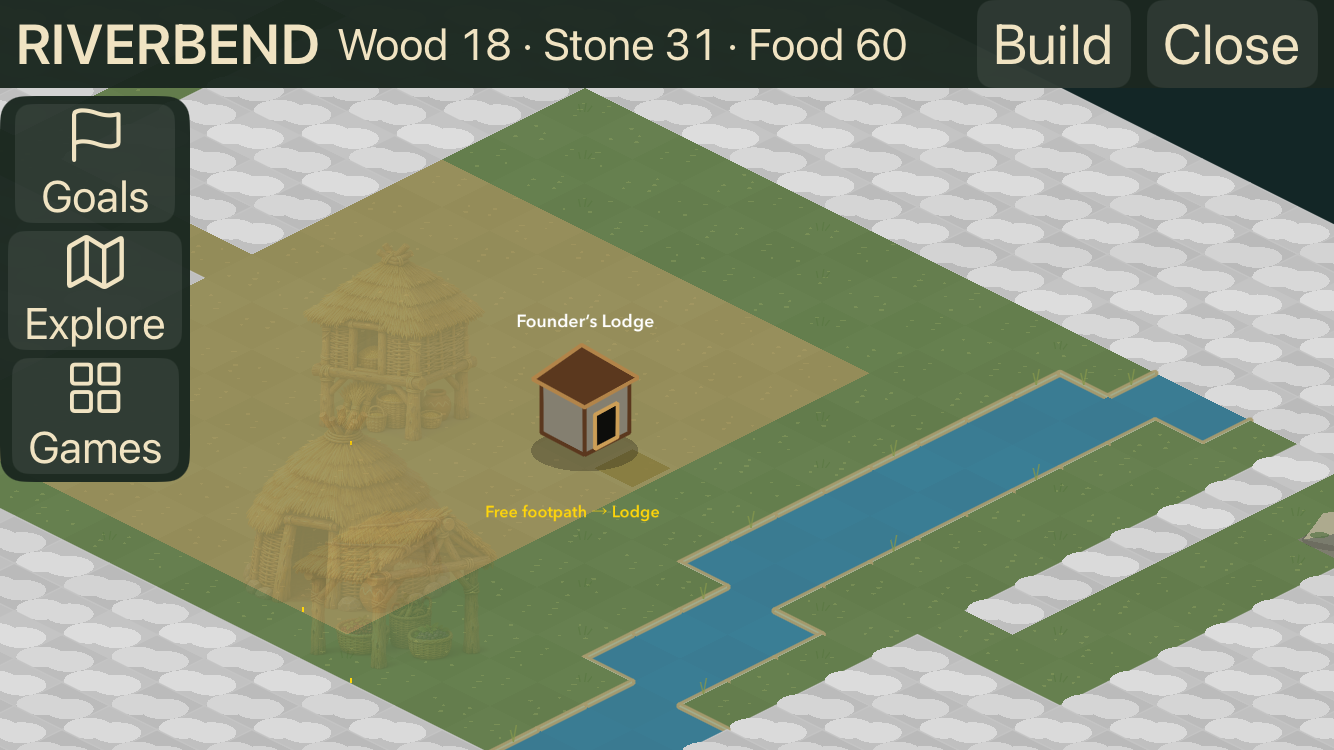 RIVERBEND Wood 18 · Stone 31 · Food 60 Build Close
Goals
Explore
Games
Founder’s Lodge
Free footpath → Lodge